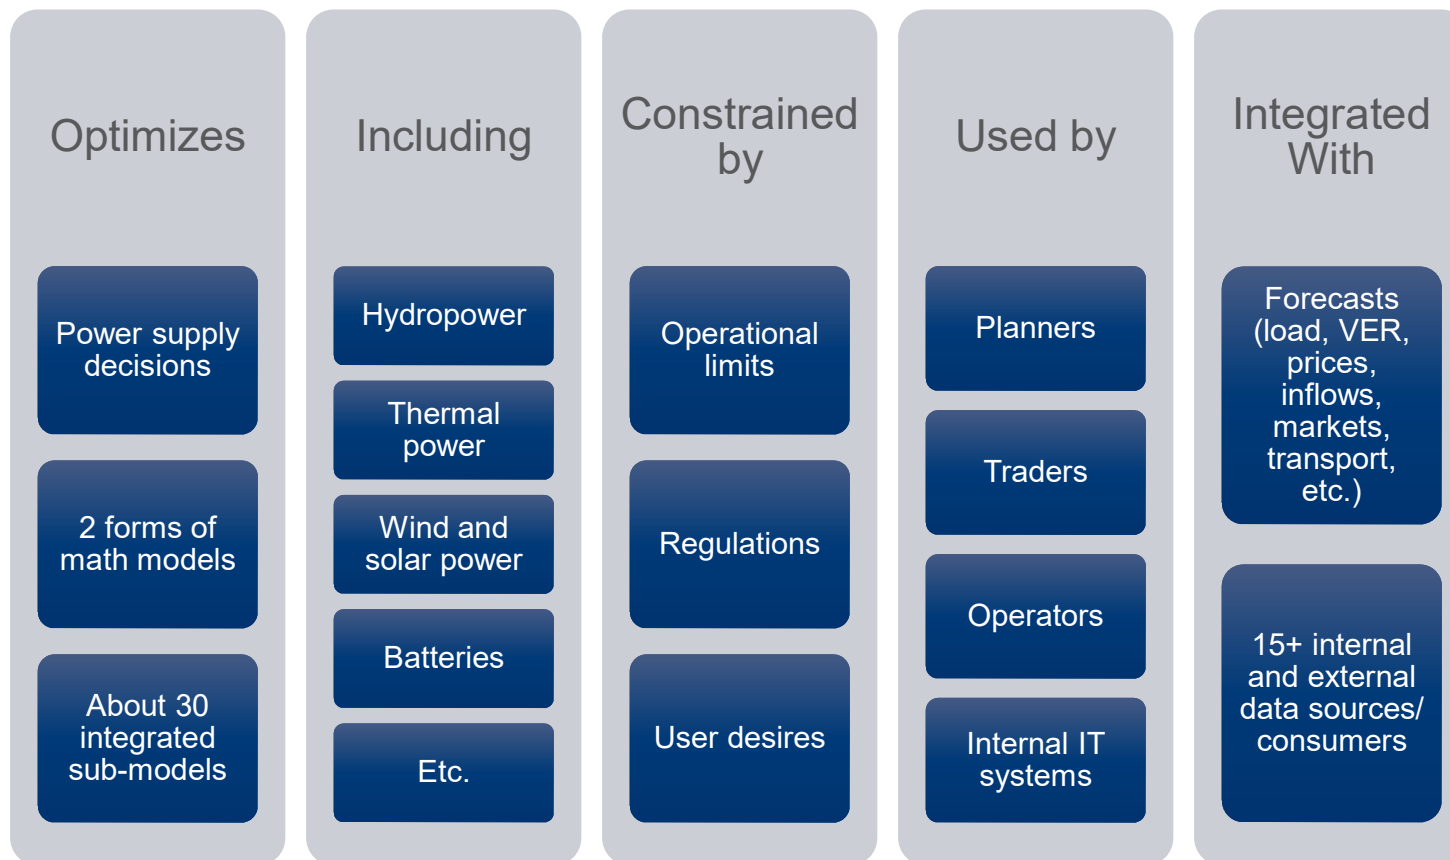 Optimizes
Power supply
decisions
2 forms of
math models
About 30
integrated
sub-models
Including
Hydropower
Thermal
power
Wind and
solar power
Batteries
Etc.
Constrained
by
Operational
limits
Regulations
User desires
Used by
Planners
Traders
Operators
Internal IT
systems
Integrated
With
Forecasts
(load, VER,
prices,
inflows,
markets,
transport,
etc.)
15+ internal
and external
data sources/
consumers